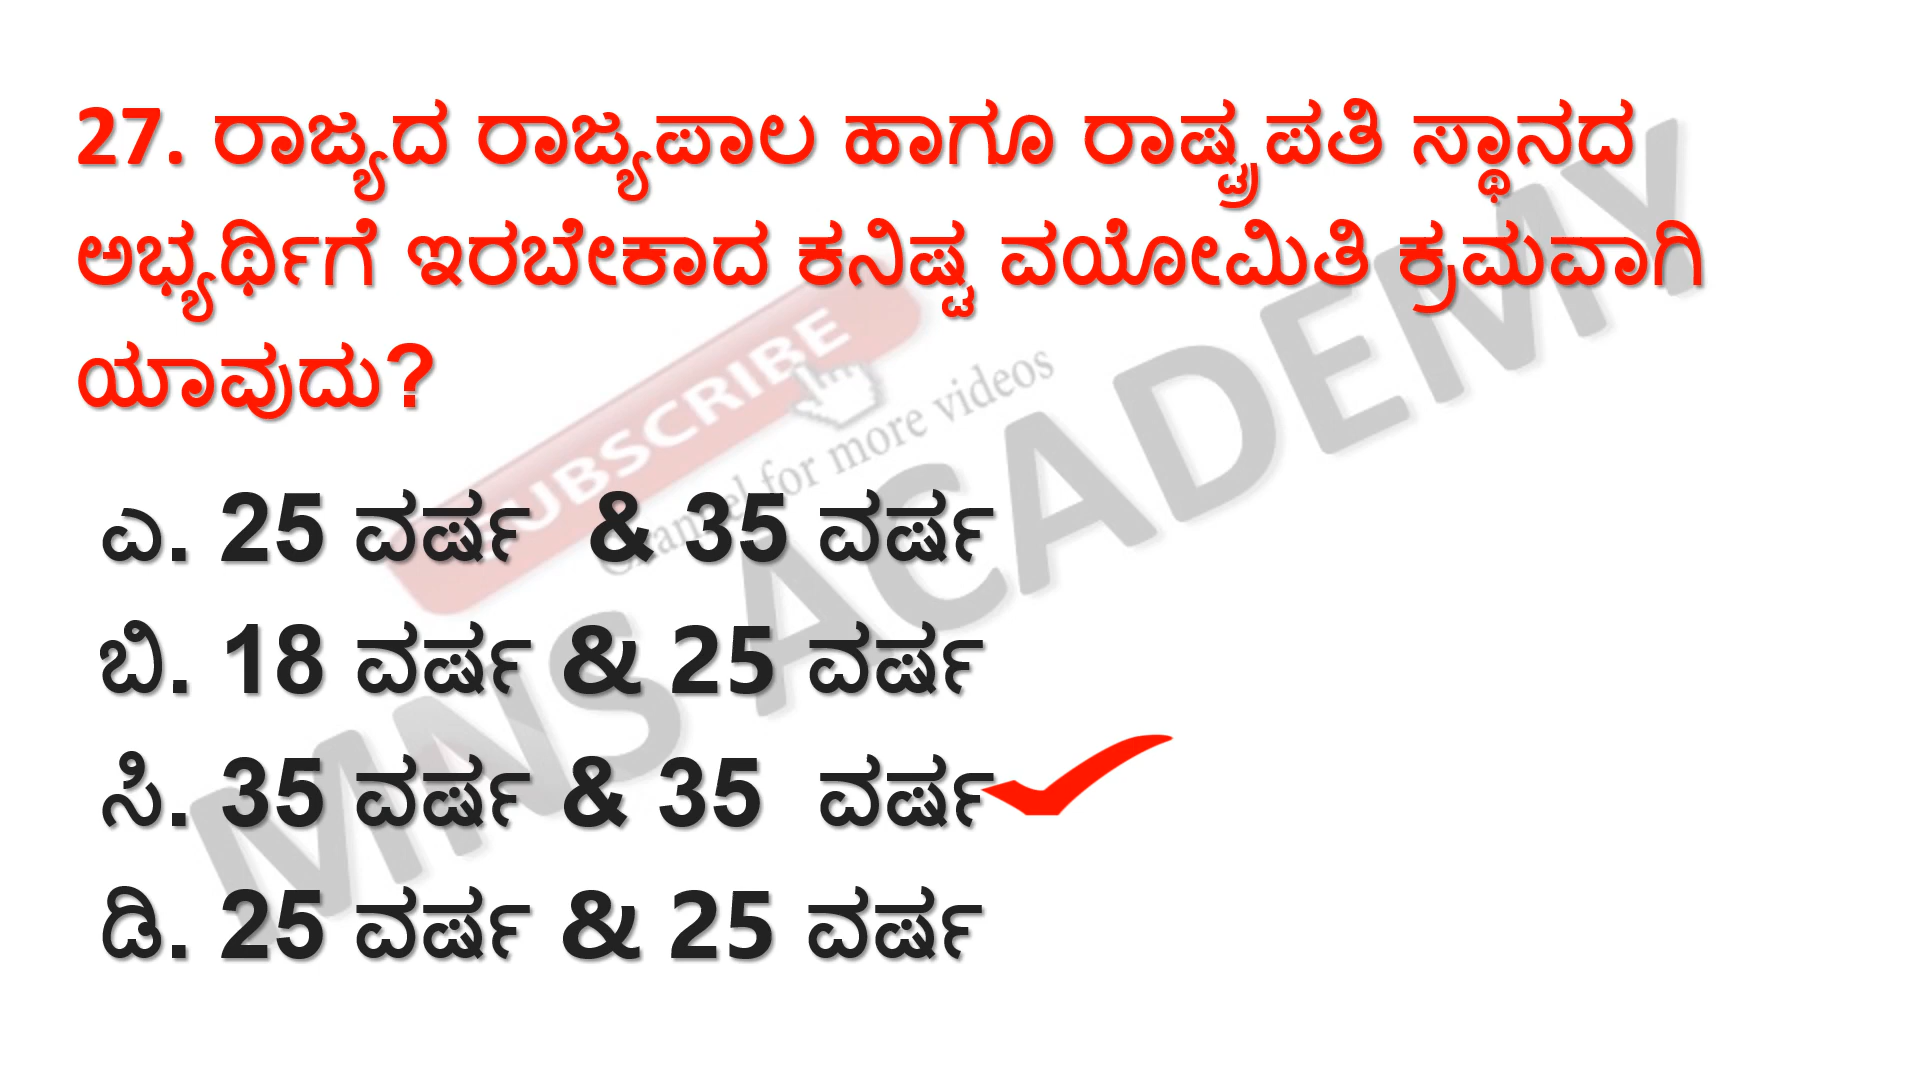 27. ರಾಜ್ಯದ ರಾಜ್ಯಪಾಲ ಹಾಗೂ ರಾಷ್ಟ್ರಪತಿ ಸ್ಥಾನದ
ಅಭ್ಯರ್ಥಿಗೆ ಇರಬೇಕಾದ ಕನಿಷ್ಟ ವಯೋಮಿತಿ ಕ್ರಮವಾಗಿ
ಯಾವುದು?
ಎ. 25 ವರ್ಷ & 35 ವರ್ಷ
ಬಿ. 18 ವರ್ಷ & 25 ವರ್ಷ
ಸಿ. 35 ವರ್ಷ & 35 ವರ್ಷ
ಡಿ. 25 ವರ್ಷ & 25 ವರ್ಷ
SUBSCRIBE
Channel for more videos
MNS ACADEMY